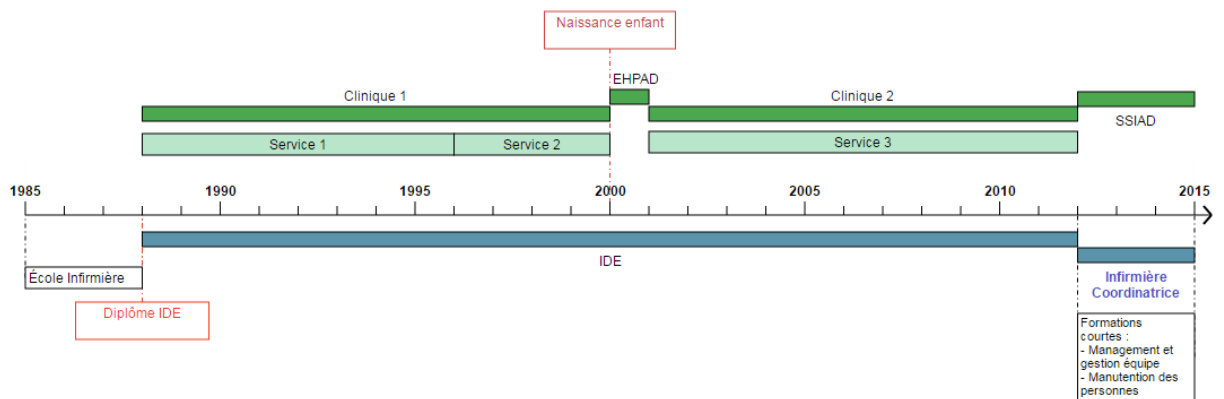 Naissance enfant
EHPAD
Clinique 1
Clinique 2
SSIAD
Service 1
Service 2
Service 3
1985
1990
1995
2000
2005
2010
2015
IDE
École Infirmière
Infirmière
Coordinatrice
Diplôme IDE
Formations
courtes :
- Management et
gestion équipe
- Manutention des
personnes